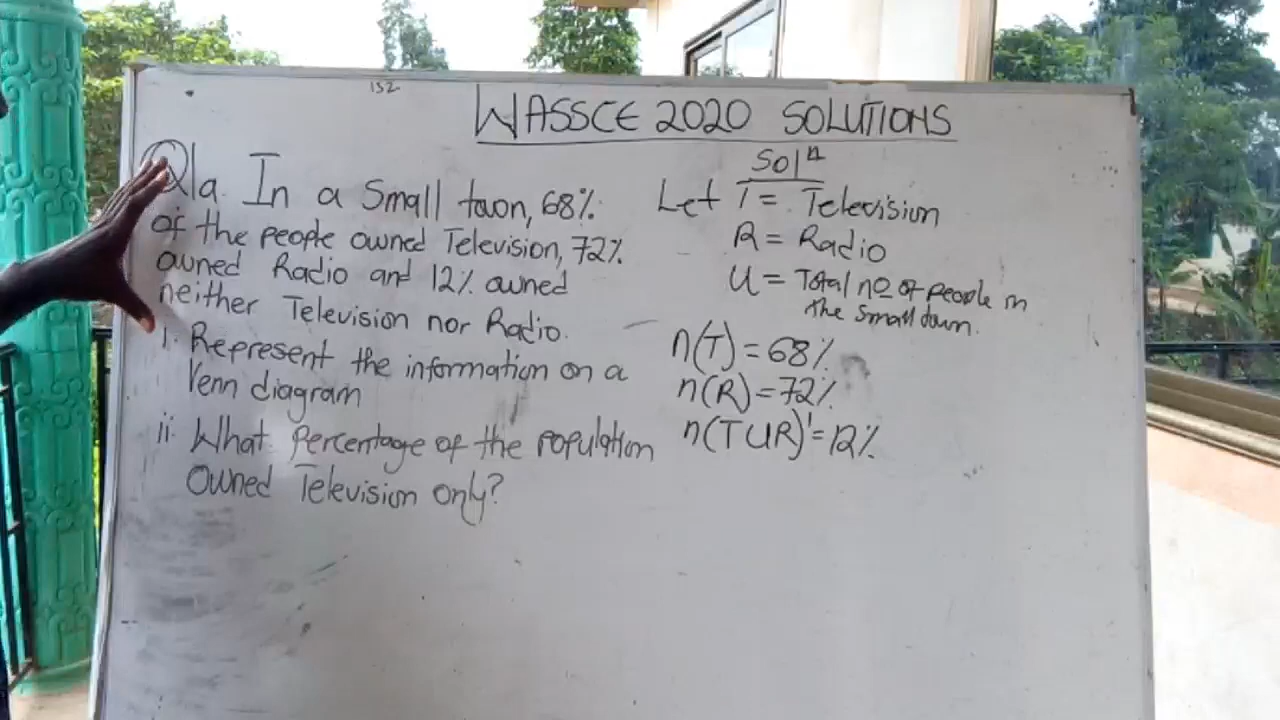 152
WASSCE 2020 SOLUTIONS
Q1a. In a Small town, 68%
of the people owned Television, 72%
owned Radio and 12% owned
neither Television nor Radio.
i. Represent the information on a
Venn diagram
ii. What Percentage of the population
Owned Television only?
Solⁿ
Let T = Television
R = Radio
U = Total no of people in
the Small town.
n(T) = 68%
n(R) = 72%
n(TUR)' = 12%